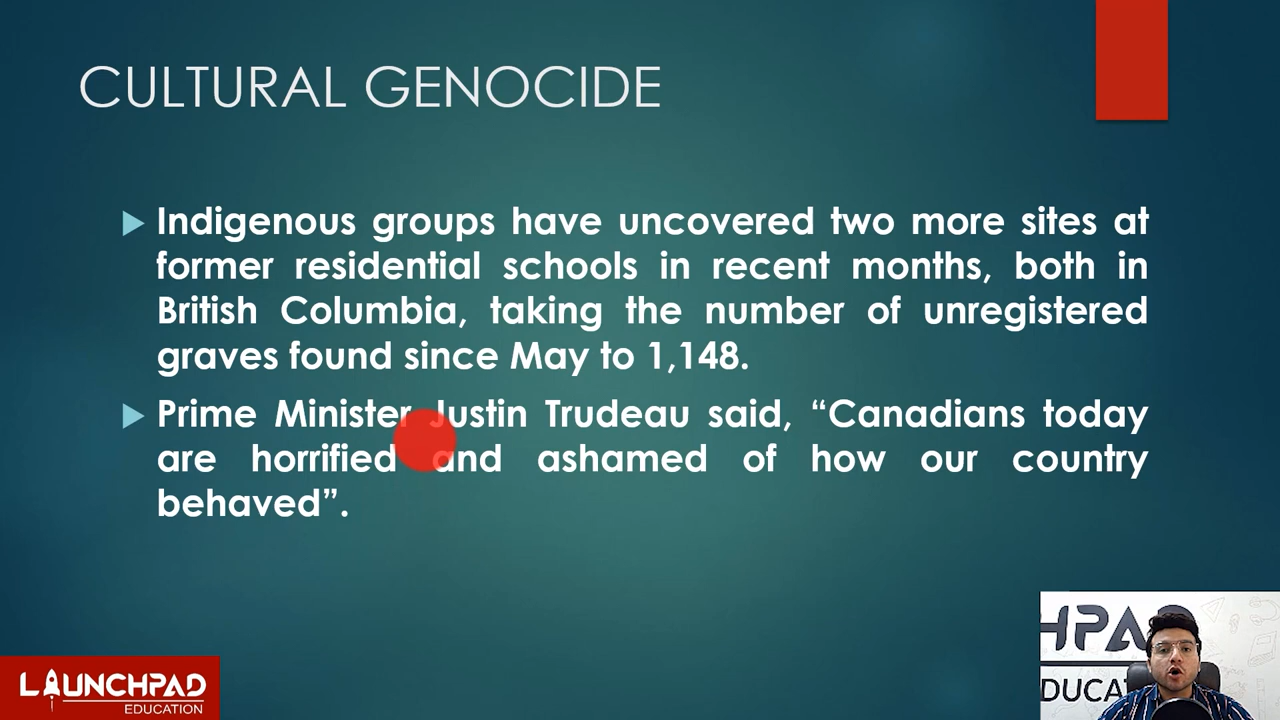 CULTURAL GENOCIDE
Indigenous groups have uncovered two more sites at
former residential schools in recent months, both in
British Columbia, taking the number of unregistered
graves found since May to 1,148.
Prime Minister Justin Trudeau said, “Canadians today
are horrified and ashamed of how our country
behaved”.
HPAD
EDUCAT
LAUNCHPAD
EDUCATION